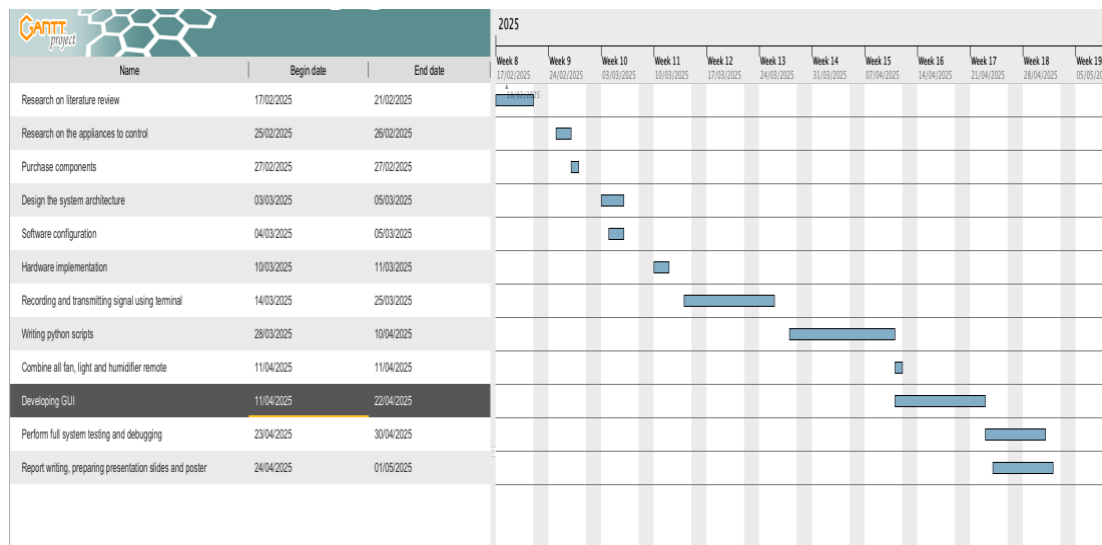 GANTT
project
2025
Week 8 Week 9 Week 10 Week 11 Week 12 Week 13 Week 14 Week 15 Week 16 Week 17 Week 18 Week 19
17/02/2025 24/02/2025 03/03/2025 10/03/2025 17/03/2025 24/03/2025 31/03/2025 07/04/2025 14/04/2025 21/04/2025 28/04/2025 05/05/20
Name Begin date End date
Research on literature review 17/02/2025 21/02/2025
Research on the appliances to control 25/02/2025 26/02/2025
Purchase components 27/02/2025 27/02/2025
Design the system architecture 03/03/2025 05/03/2025
Software configuration 04/03/2025 05/03/2025
Hardware implementation 10/03/2025 11/03/2025
Recording and transmitting signal using terminal 14/03/2025 25/03/2025
Writing python scripts 28/03/2025 10/04/2025
Combine all fan, light and humidifier remote 11/04/2025 11/04/2025
Developing GUI 11/04/2025 22/04/2025
Perform full system testing and debugging 23/04/2025 30/04/2025
Report writing, preparing presentation slides and poster 24/04/2025 01/05/2025